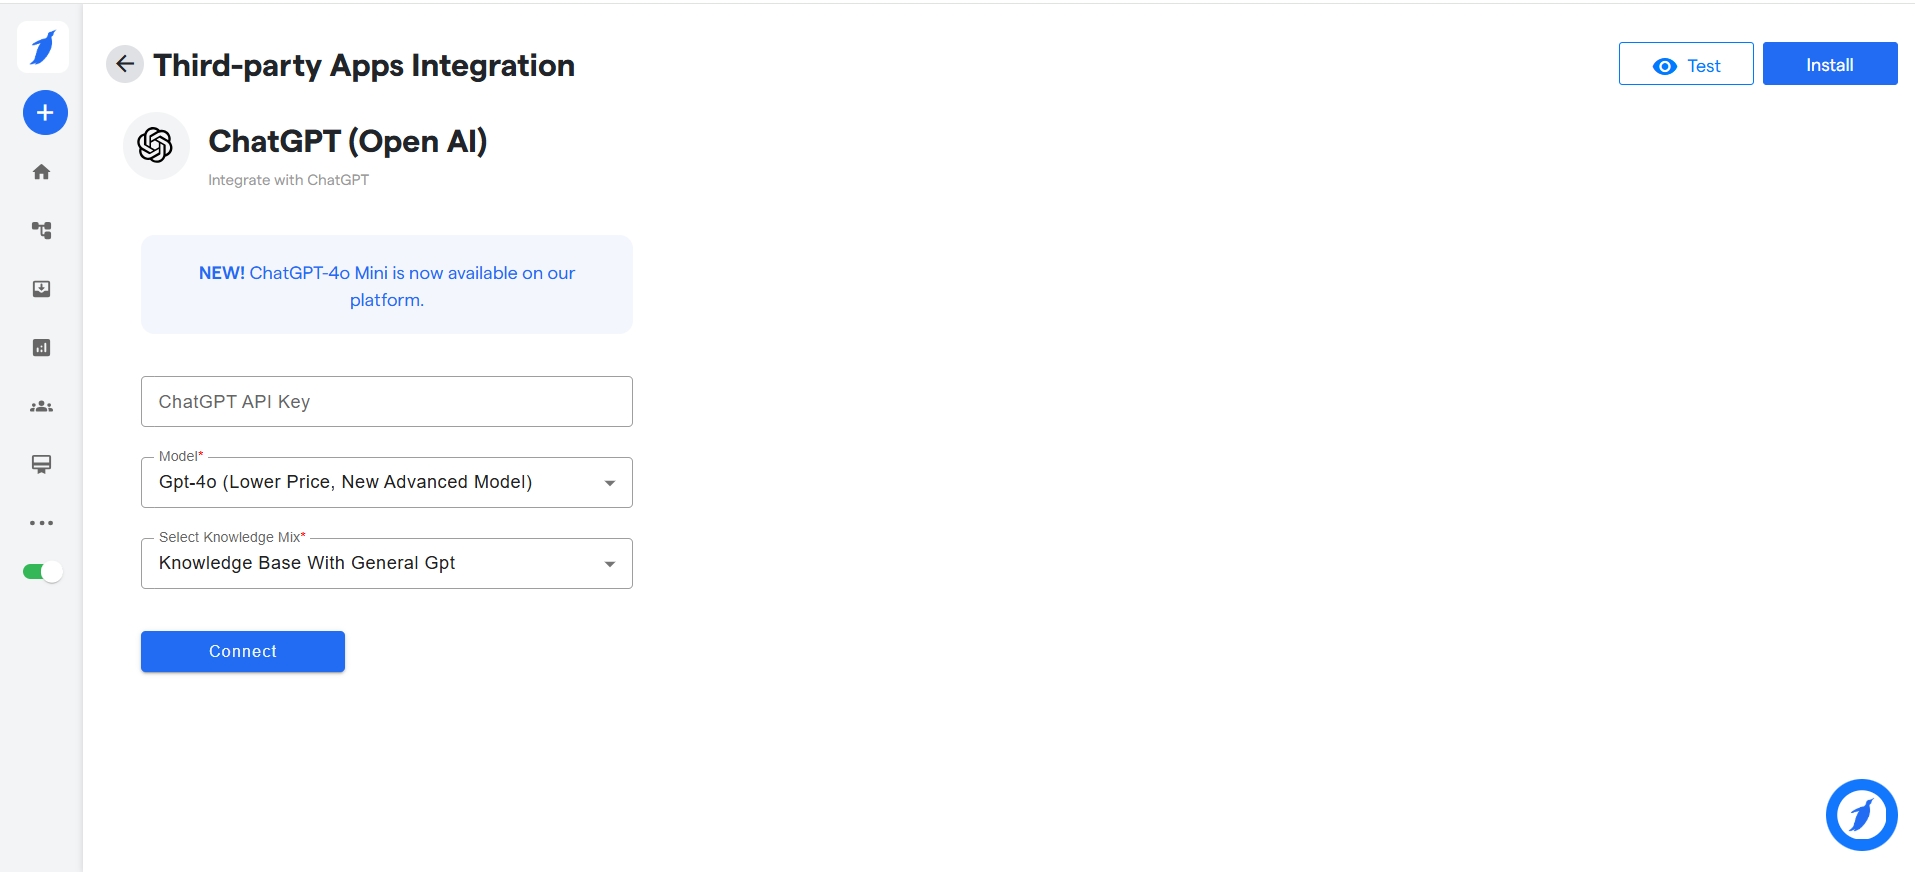 Third-party Apps Integration
Test
Install
ChatGPT (Open AI)
Integrate with ChatGPT
NEW! ChatGPT-4o Mini is now available on our
platform.
ChatGPT API Key
Model*
Gpt-4o (Lower Price, New Advanced Model)
Select Knowledge Mix*
Knowledge Base With General Gpt
Connect